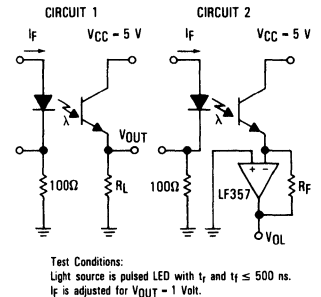 CIRCUIT 1
CIRCUIT 2
IF
VCC = 5 V
IF
VCC = 5 V
λ
λ
VOUT
100Ω
RL
100Ω
+ −
LF357
RF
VOL
Test Conditions:
Light source is pulsed LED with tr and tf ≤ 500 ns.
IF is adjusted for VOUT = 1 Volt.